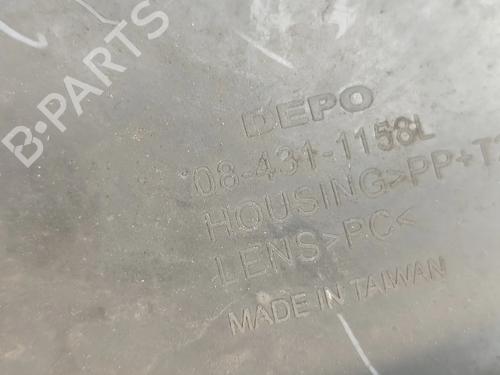 B-PARTS
DEPO
08-431-1158L
HOUSING>PP+T
LENS>PC<
MADE IN TAIWAN